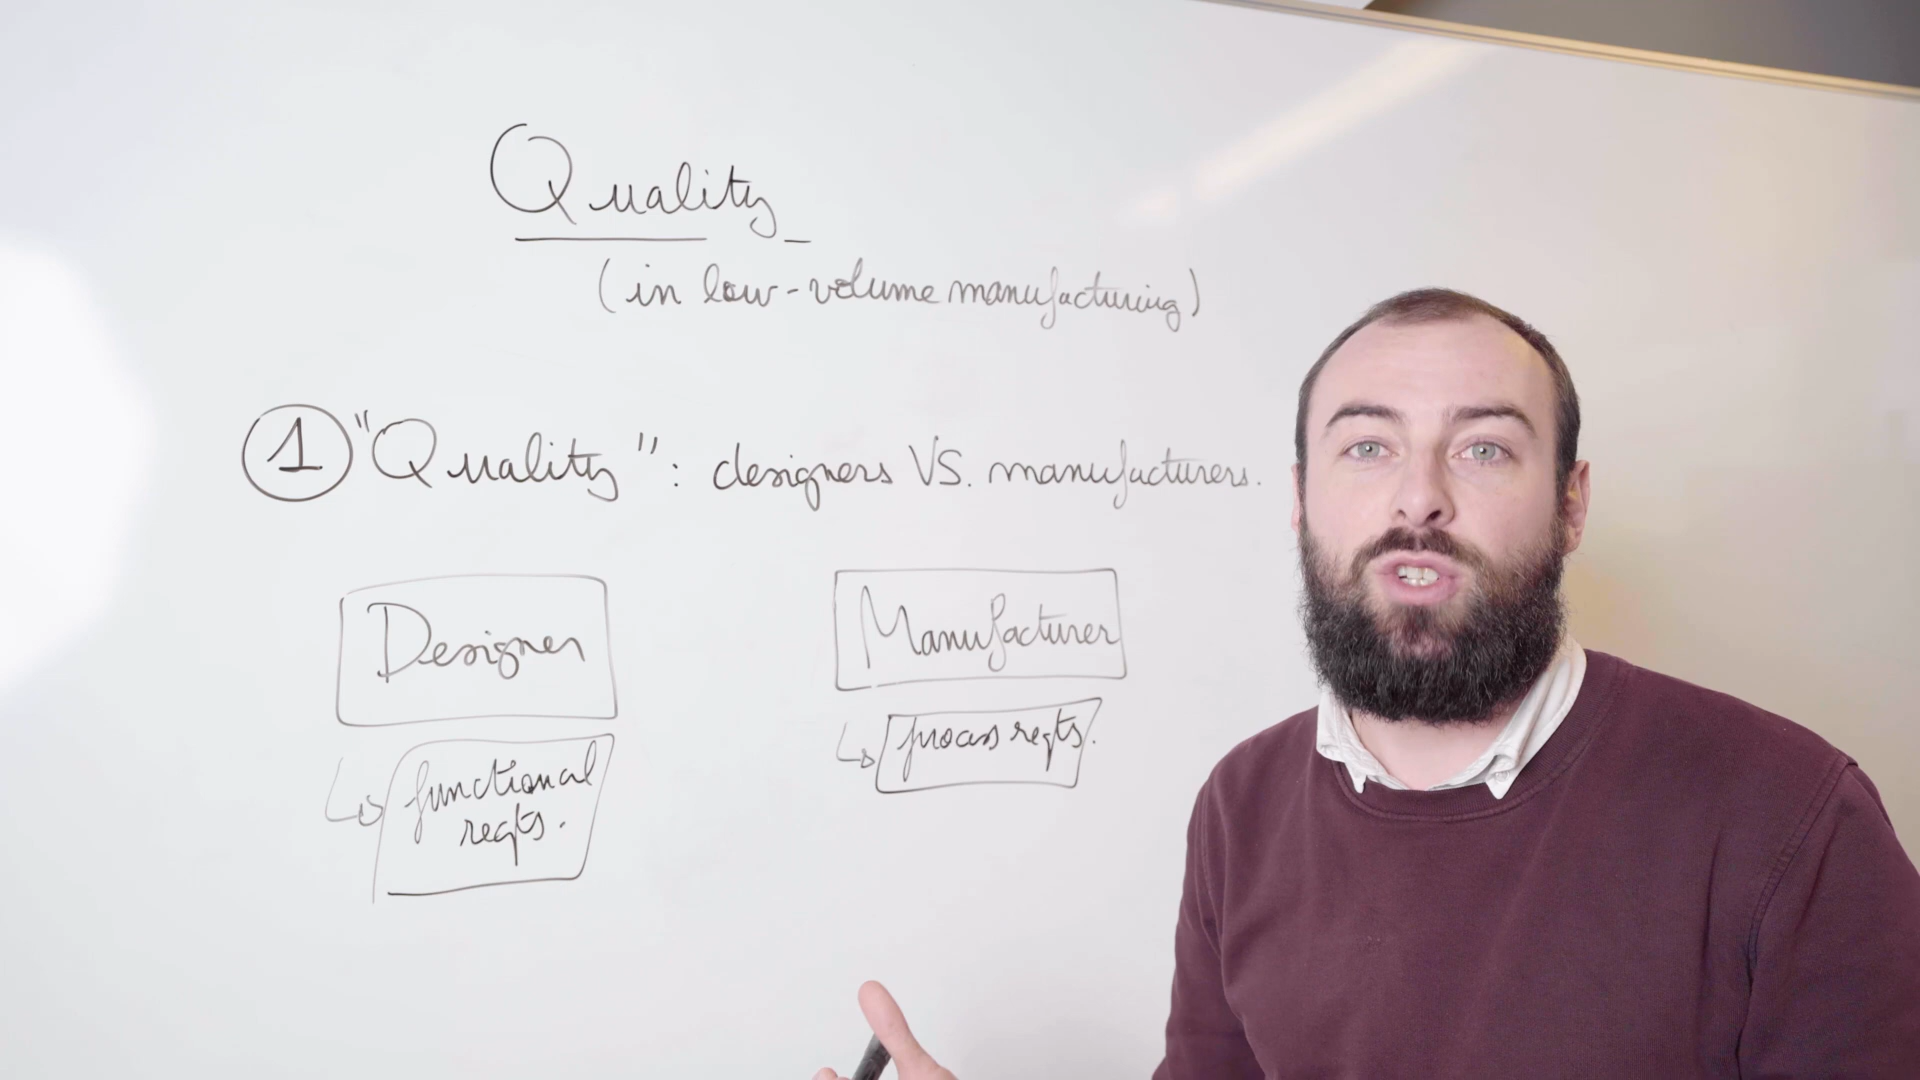 Quality
(in low-volume manufacturing)
1 "Quality": designers VS. manufacturers.
Designer
Manufacturer
functional
reqts.
process reqts.